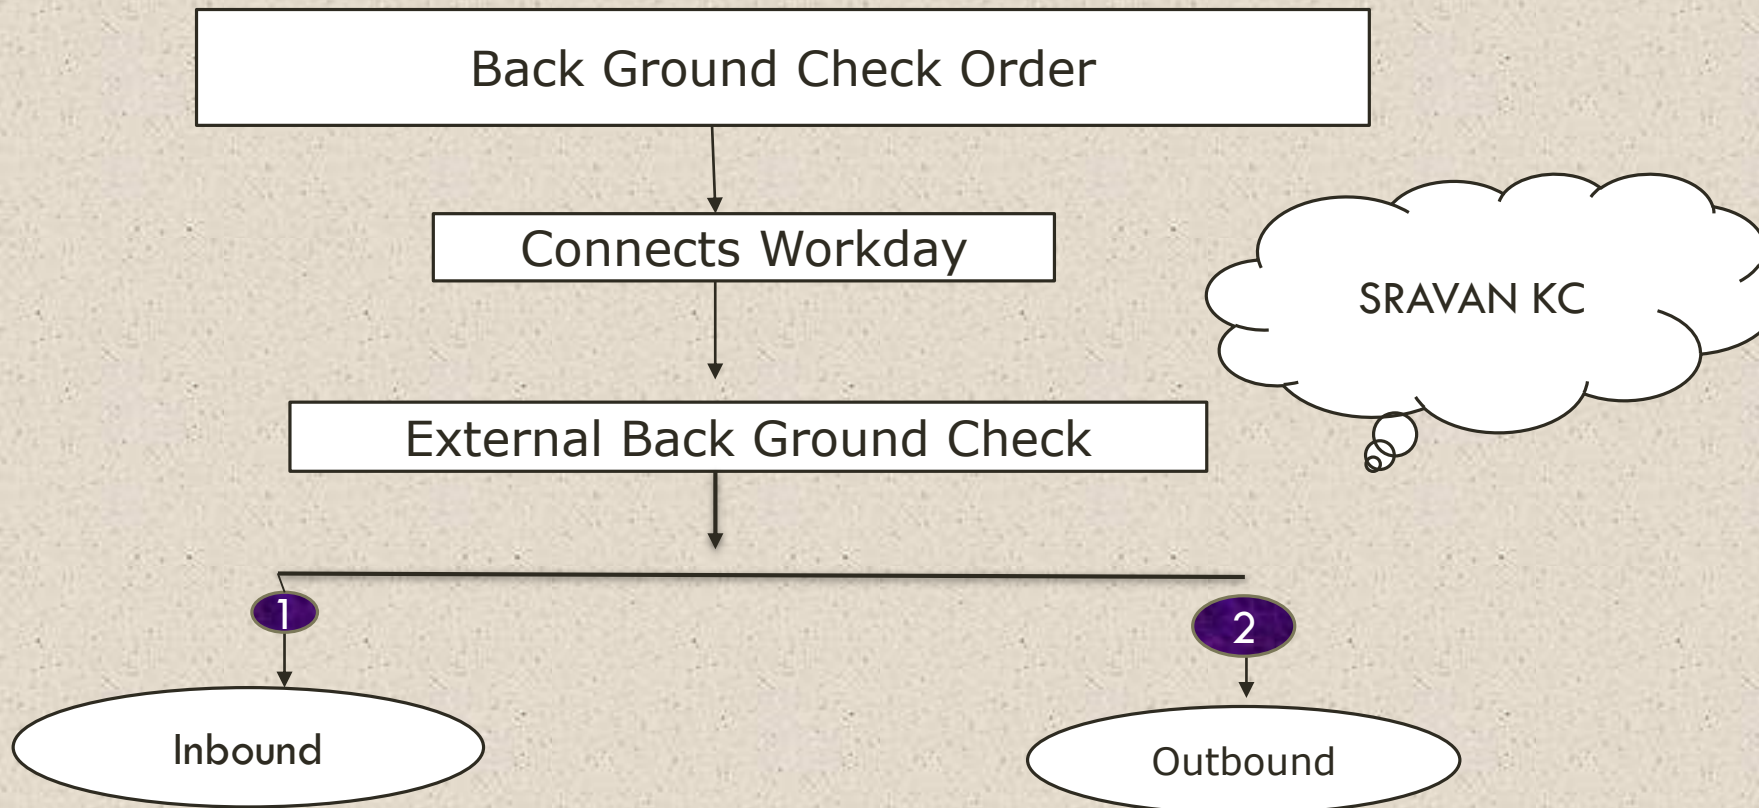 Back Ground Check Order
Connects Workday
SRAVAN KC
External Back Ground Check
1
2
Inbound
Outbound